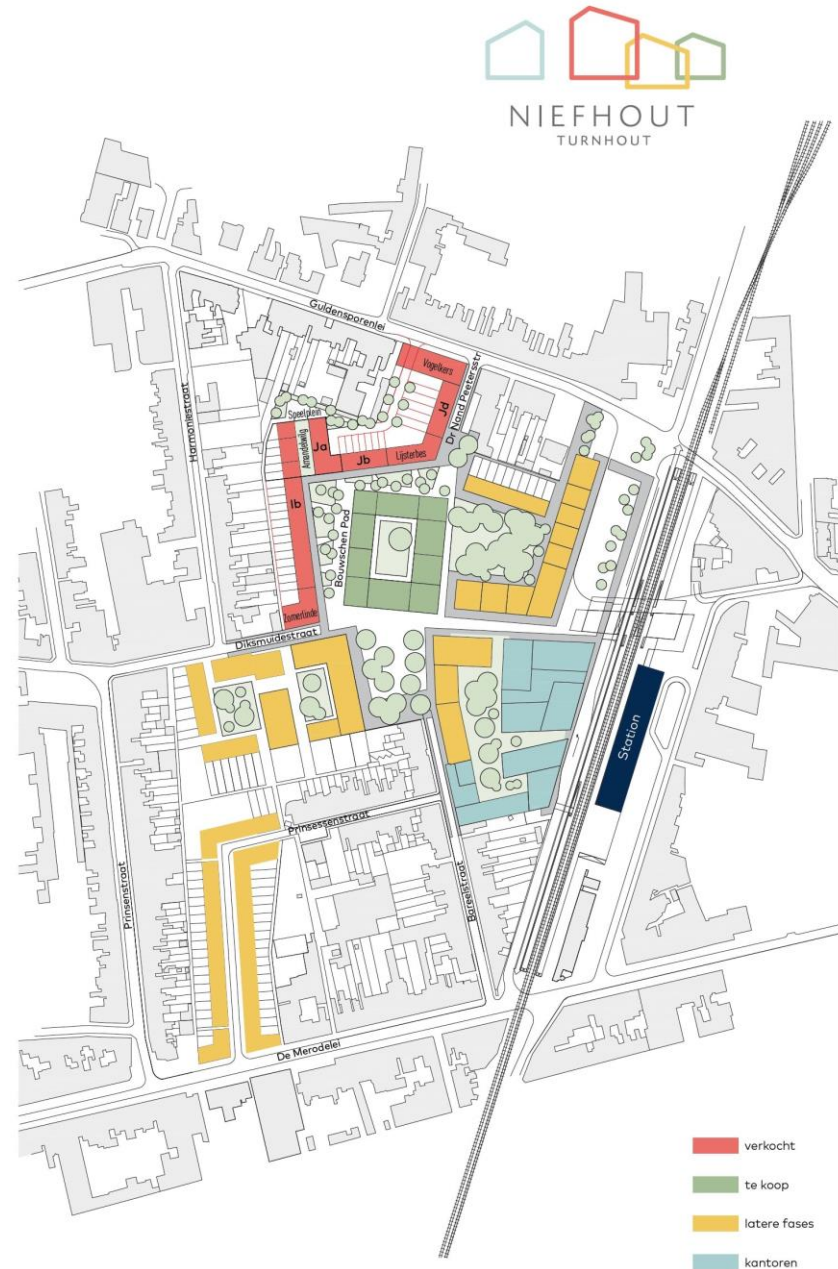 NIEFHOUT
TURNHOUT
Guldensporenlei
Harmoniestraat
Vogelkers
Dr Nand Peetersstr
Jd
Speelplein
Amandelwilg
Ja
Jb
Lijsterbes
Ib
Bouwschen Pad
Zomerlinde
Diksmuidestraat
Station
Prinsessenstraat
Prinsenstraat
Bareelstraat
De Merodelei
verkocht
te koop
latere fases
kantoren